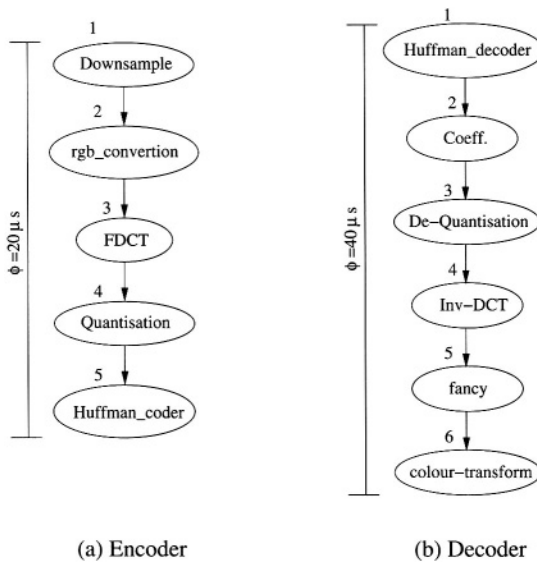 1
Downsample
2
rgb_convertion
3
FDCT
4
Quantisation
5
Huffman_coder
ϕ=20μs
(a) Encoder
1
Huffman_decoder
2
Coeff.
3
De-Quantisation
4
Inv-DCT
5
fancy
6
colour-transform
ϕ=40μs
(b) Decoder